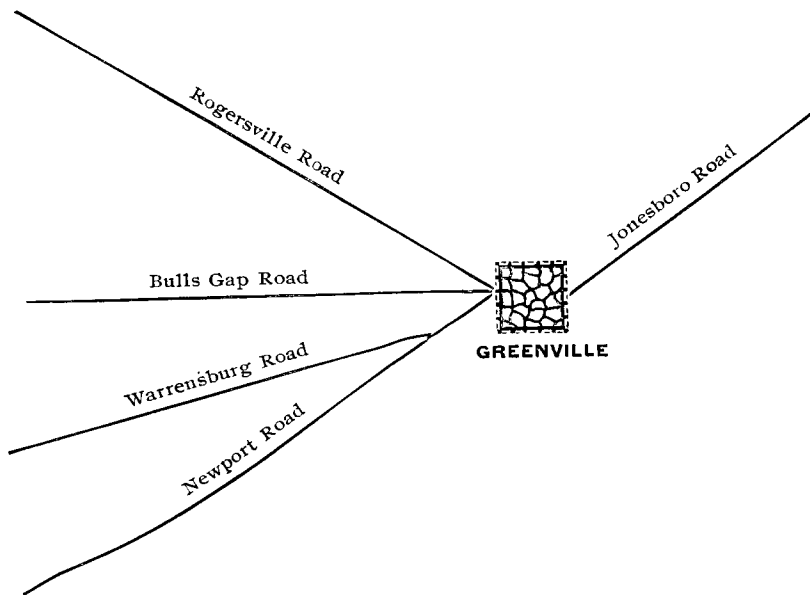 Rogersville Road
Jonesboro Road
Bulls Gap Road
GREENVILLE
Warrensburg Road
Newport Road